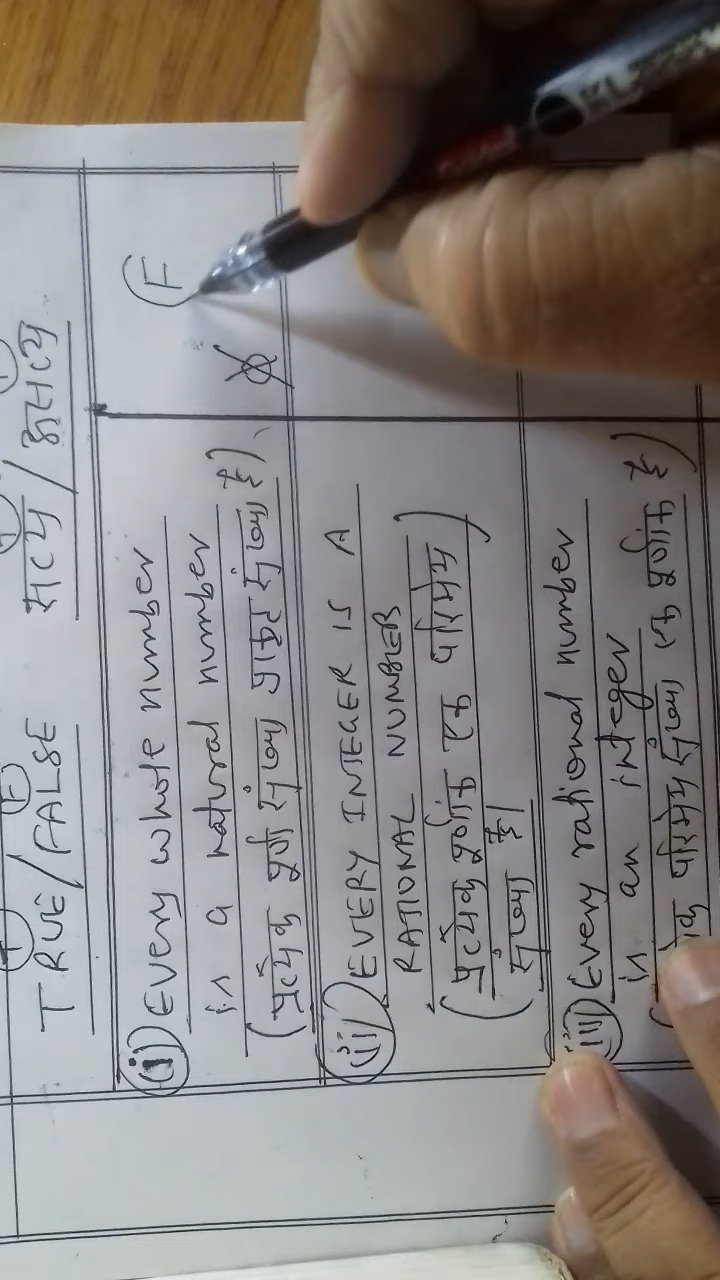 TRUE/FALSE सत्य/असत्य
(i) Every whole number
is a natural number
(प्रत्येक पूर्ण संख्या प्राकृत संख्या है)
F
(ii) EVERY INTEGER IS A
RATIONAL NUMBER
(प्रत्येक पूर्णांक एक परिमेय
संख्या है।
(iii) Every rational number
is an integer
परिमेय संख्या एक पूर्णांक है)